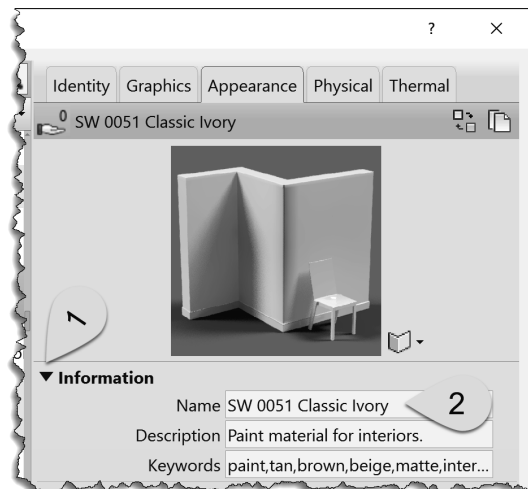 ?
Identity Graphics Appearance Physical Thermal
0 SW 0051 Classic Ivory
1
Information
Name SW 0051 Classic Ivory 2
Description Paint material for interiors.
Keywords paint,tan,brown,beige,matte,inter...